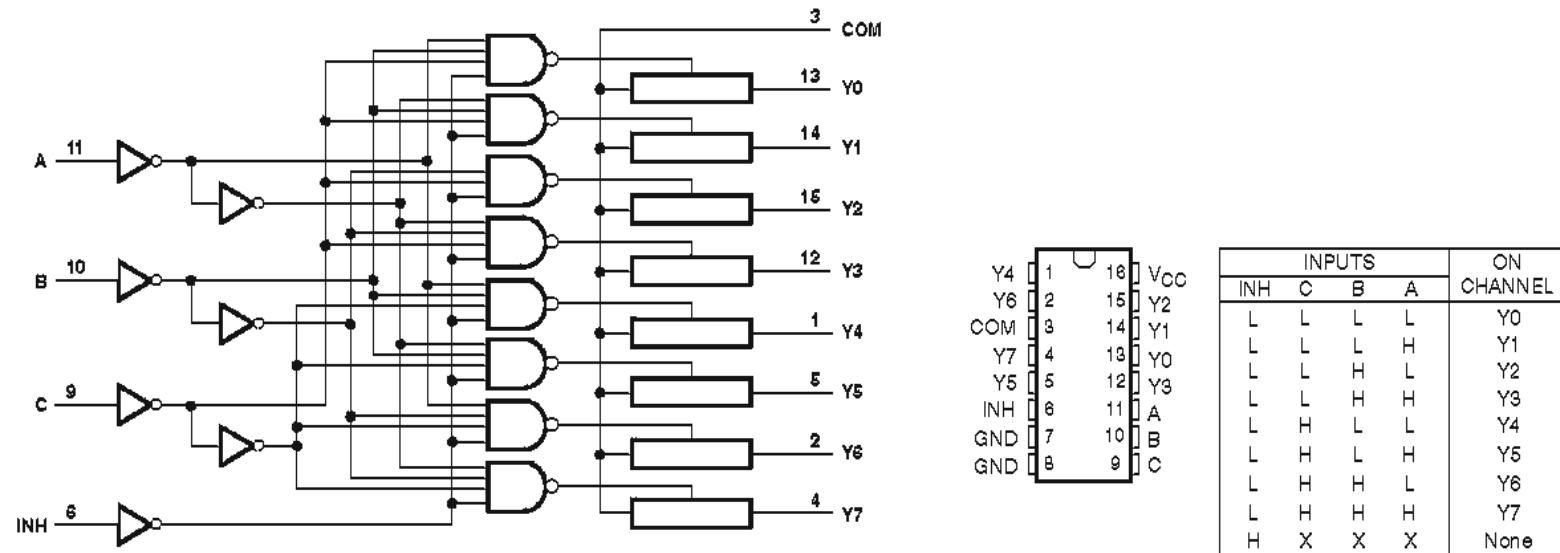 3 COM
13 Y0
14 Y1
A 11
15 Y2
B 10
12 Y3
1 Y4
C 9
5 Y5
2 Y6
INH 6
4 Y7
Y4 1 16 VCC
Y6 2 15 Y2
COM 3 14 Y1
Y7 4 13 Y0
Y5 5 12 Y3
INH 6 11 A
GND 7 10 B
GND 8 9 C
INPUTS ON
INH C B A CHANNEL
L L L L Y0
L L L H Y1
L L H L Y2
L L H H Y3
L H L L Y4
L H L H Y5
L H H L Y6
L H H H Y7
H X X X None